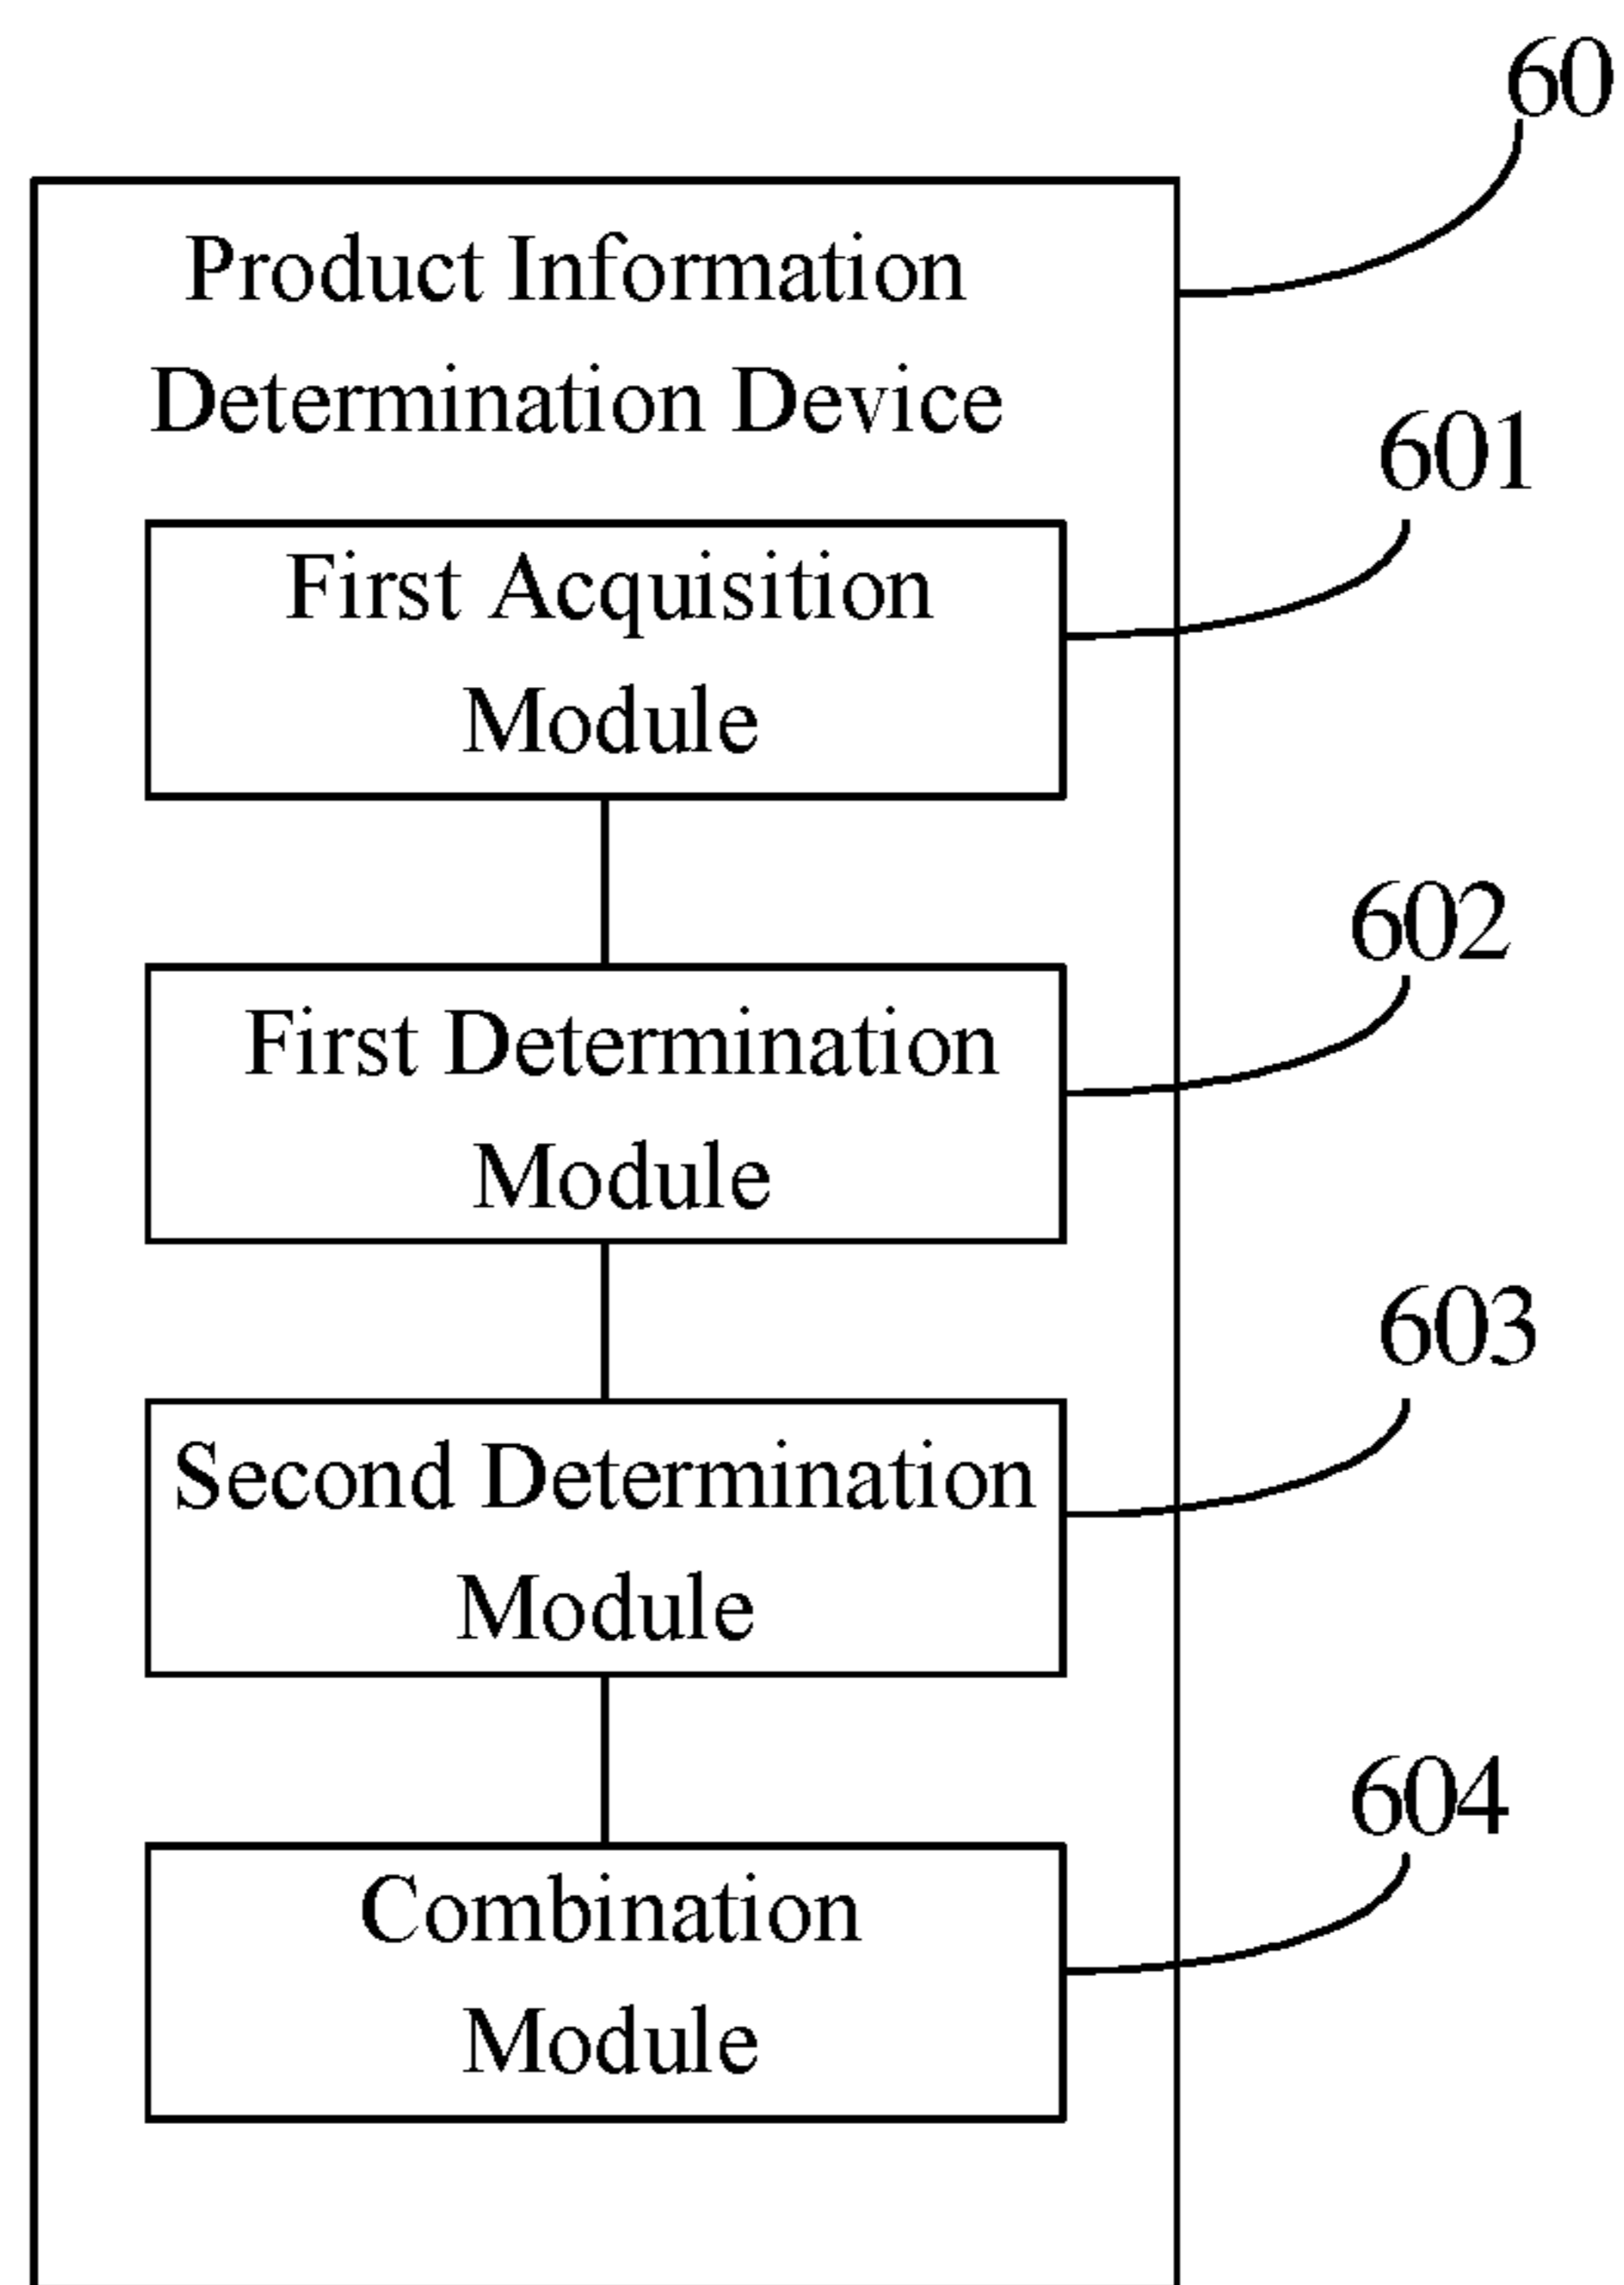 60
Product Information
Determination Device
601
First Acquisition
Module
602
First Determination
Module
603
Second Determination
Module
604
Combination
Module